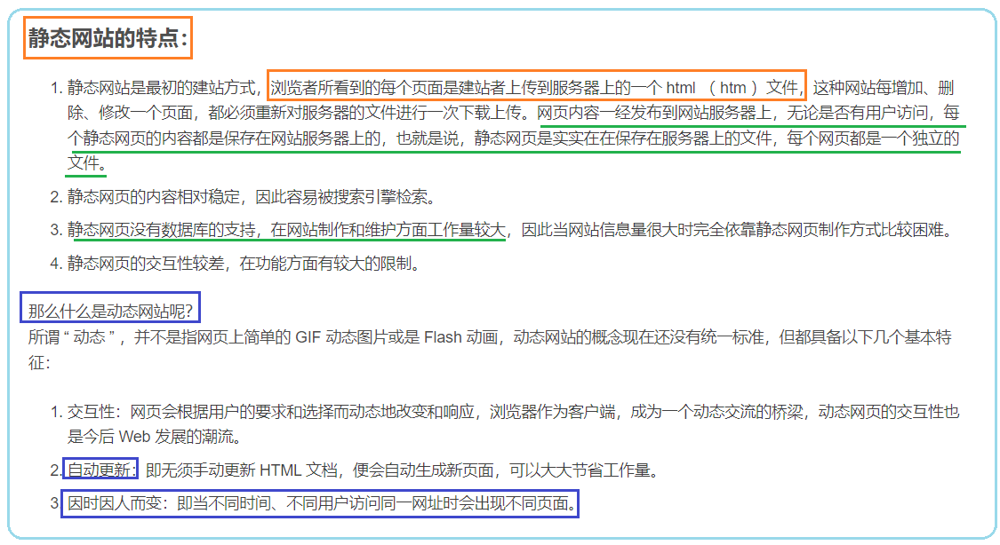 静态网站的特点：
1. 静态网站是最初的建站方式，浏览者所看到的每个页面是建站者上传到服务器上的一个 html （ htm ）文件，这种网站每增加、删
除、修改一个页面，都必须重新对服务器的文件进行一次下载上传。网页内容一经发布到网站服务器上，无论是否有用户访问，每
个静态网页的内容都是保存在网站服务器上的，也就是说，静态网页是实实在在保存在服务器上的文件，每个网页都是一个独立的
文件。
2. 静态网页的内容相对稳定，因此容易被搜索引擎检索。
3. 静态网页没有数据库的支持，在网站制作和维护方面工作量较大，因此当网站信息量很大时完全依靠静态网页制作方式比较困难。
4. 静态网页的交互性较差，在功能方面有较大的限制。
那么什么是动态网站呢？
所谓 “ 动态 ” ，并不是指网页上简单的 GIF 动态图片或是 Flash 动画，动态网站的概念现在还没有统一标准，但都具备以下几个基本特
征：
1. 交互性：网页会根据用户的要求和选择而动态地改变和响应，浏览器作为客户端，成为一个动态交流的桥梁，动态网页的交互性也
是今后 Web 发展的潮流。
2. 自动更新：即无须手动更新 HTML 文档，便会自动生成新页面，可以大大节省工作量。
3 因时因人而变：即当不同时间、不同用户访问同一网址时会出现不同页面。